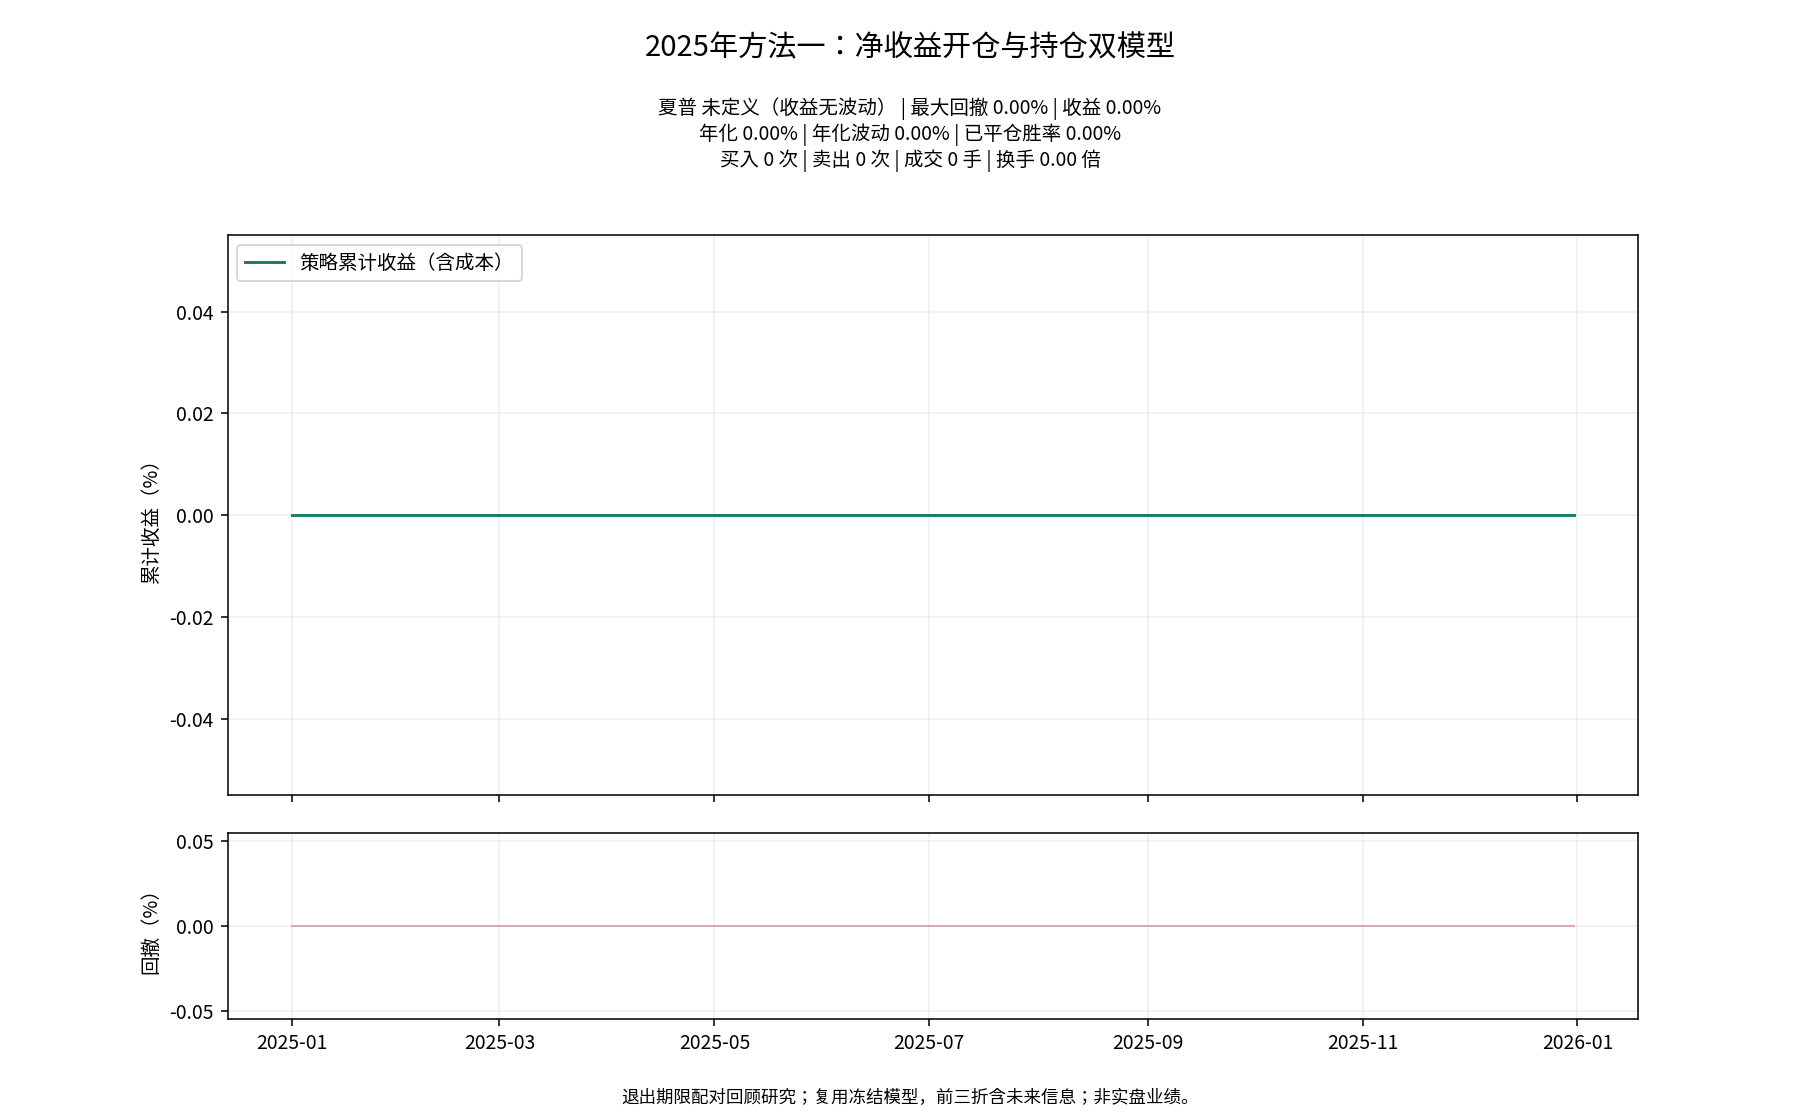 2025年方法一：净收益开仓与持仓双模型
夏普 未定义（收益无波动） | 最大回撤 0.00% | 收益 0.00%
年化 0.00% | 年化波动 0.00% | 已平仓胜率 0.00%
买入 0 次 | 卖出 0 次 | 成交 0 手 | 换手 0.00 倍
策略累计收益（含成本）
累计收益（%）
0.04
0.02
0.00
-0.02
-0.04
回撤（%）
0.05
0.00
-0.05
2025-01 2025-03 2025-05 2025-07 2025-09 2025-11 2026-01
退出期限配对回顾研究；复用冻结模型，前三折含未来信息；非实盘业绩。